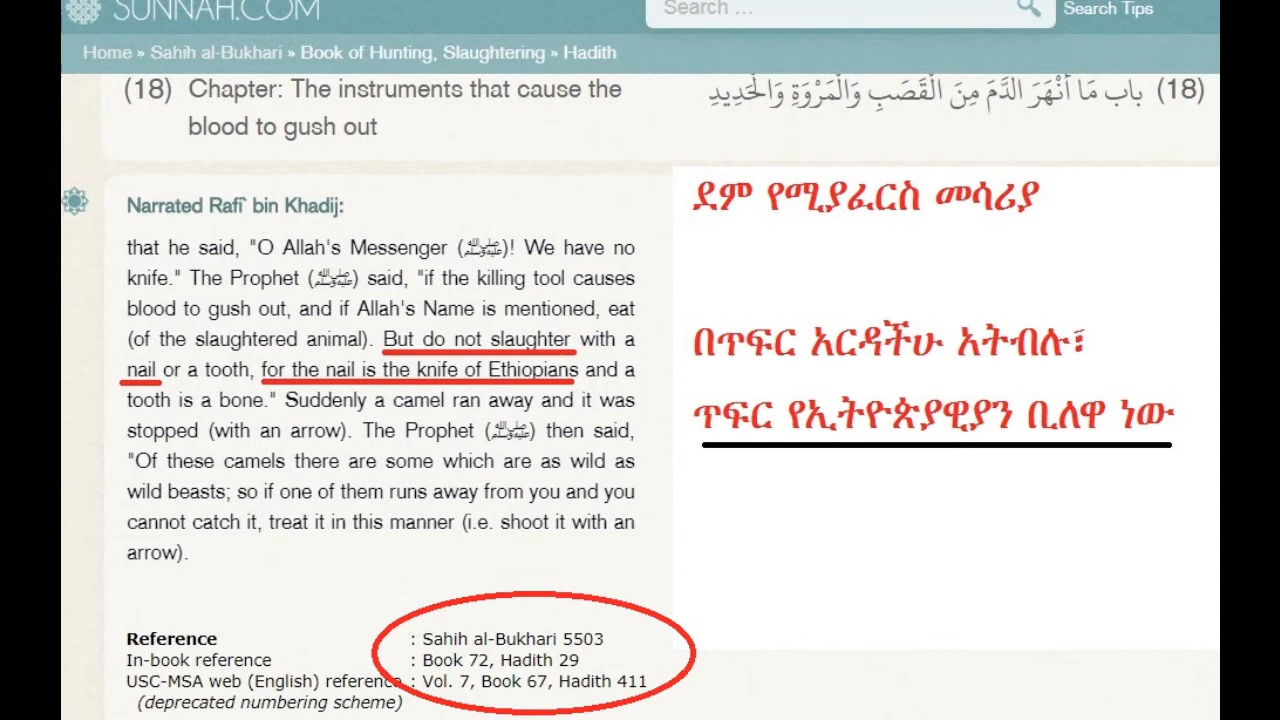 SUNNAH.COM
Search ...
Search Tips
Home » Sahih al-Bukhari » Book of Hunting, Slaughtering » Hadith
(18) Chapter: The instruments that cause the
blood to gush out
(18) باب مَا أَنْهَرَ الدَّمَ مِنَ الْقَصَبِ وَالْمَرْوَةِ وَالْحَدِيدِ
Narrated Rafi` bin Khadij:
that he said, "O Allah's Messenger (ﷺ)! We have no
knife." The Prophet (ﷺ) said, "if the killing tool causes
blood to gush out, and if Allah's Name is mentioned, eat
(of the slaughtered animal). But do not slaughter with a
nail or a tooth, for the nail is the knife of Ethiopians and a
tooth is a bone." Suddenly a camel ran away and it was
stopped (with an arrow). The Prophet (ﷺ) then said,
"Of these camels there are some which are as wild as
wild beasts; so if one of them runs away from you and you
cannot catch it, treat it in this manner (i.e. shoot it with an
arrow).
ደም የሚያፈርስ መሳሪያ
በጥፍር አርዳችሁ አትብሉ፣
ጥፍር የኢትዮጵያዊያን ቢለዋ ነው
Reference : Sahih al-Bukhari 5503
In-book reference : Book 72, Hadith 29
USC-MSA web (English) reference : Vol. 7, Book 67, Hadith 411
(deprecated numbering scheme)